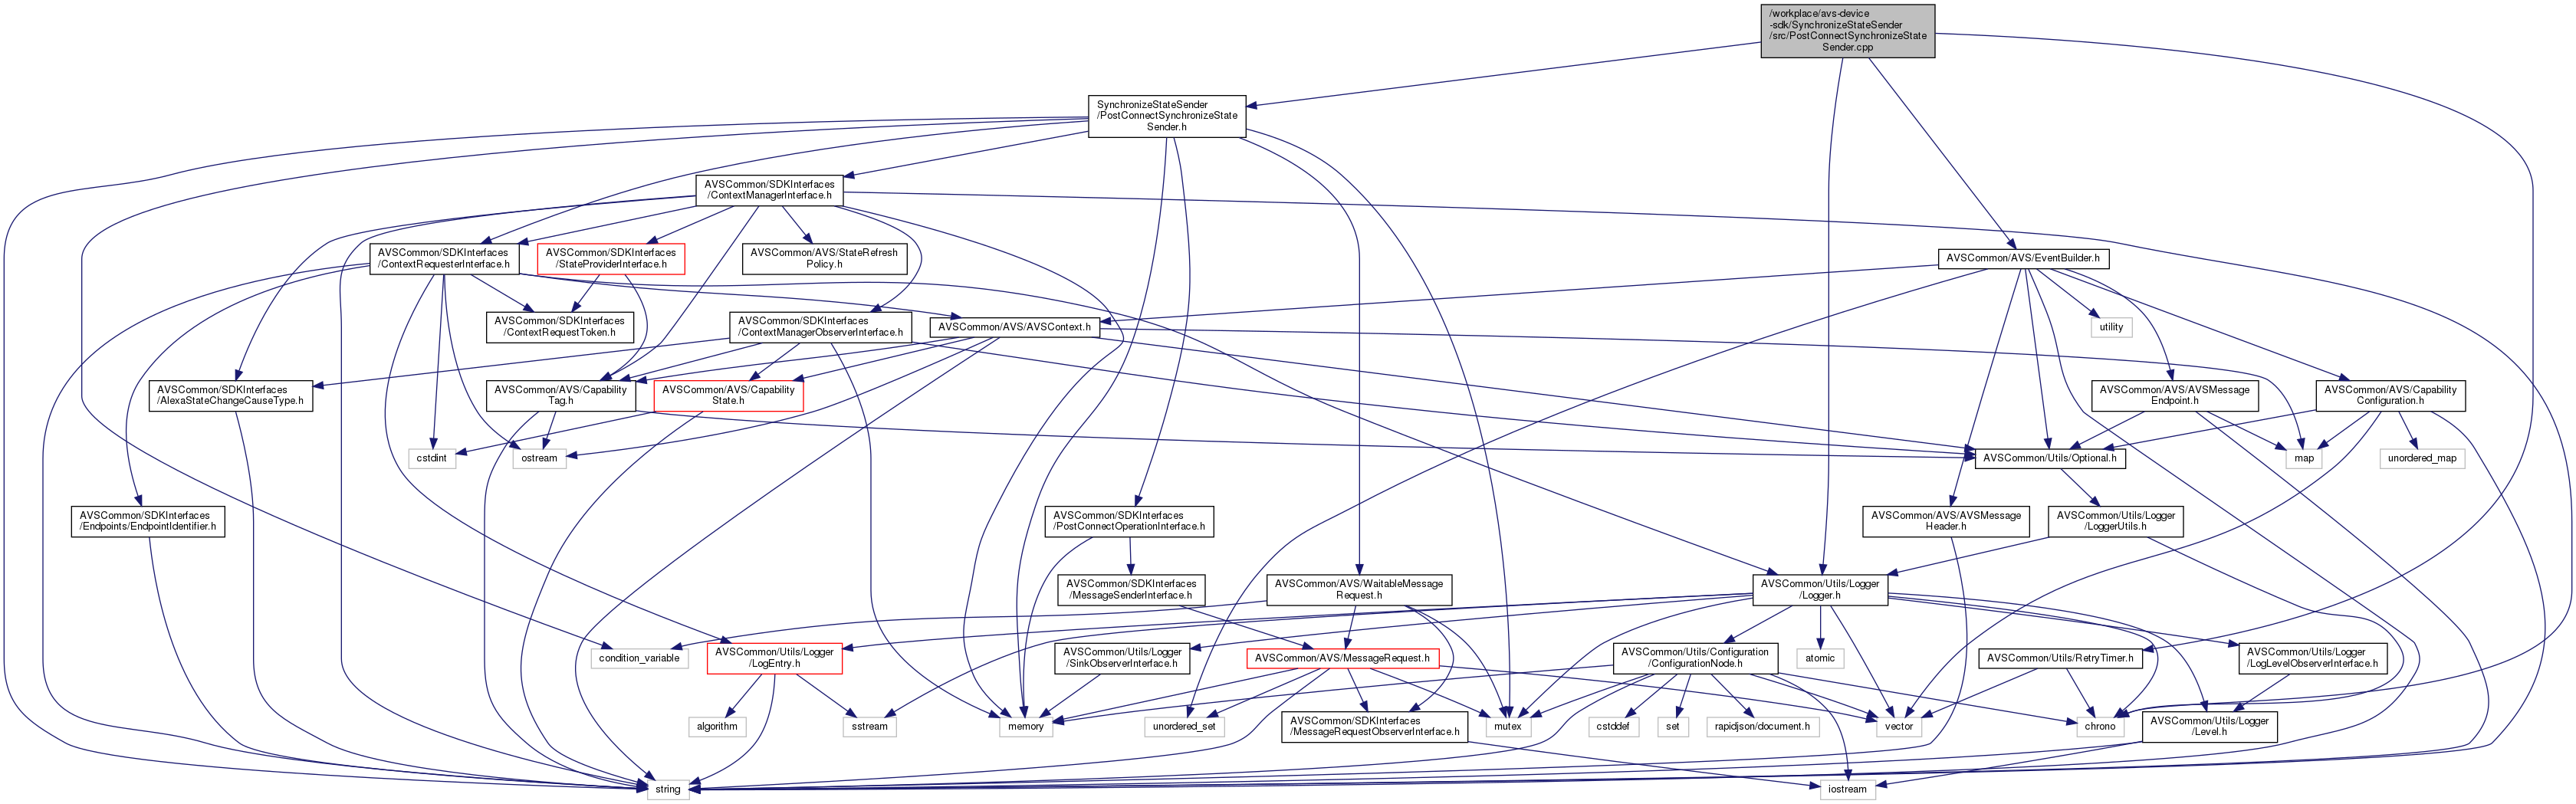 /workplace/avs-device
-sdk/SynchronizeStateSender
/src/PostConnectSynchronizeState
Sender.cpp
SynchronizeStateSender
/PostConnectSynchronizeState
Sender.h
AVSCommon/SDKInterfaces
/ContextManagerInterface.h
AVSCommon/SDKInterfaces
/ContextRequesterInterface.h
AVSCommon/SDKInterfaces
/StateProviderInterface.h
AVSCommon/AVS/StateRefresh
Policy.h
AVSCommon/AVS/EventBuilder.h
AVSCommon/SDKInterfaces
/ContextRequestToken.h
AVSCommon/SDKInterfaces
/ContextManagerObserverInterface.h
AVSCommon/AVS/AVSContext.h
utility
AVSCommon/SDKInterfaces
/AlexaStateChangeCauseType.h
AVSCommon/AVS/Capability
Tag.h
AVSCommon/AVS/Capability
State.h
AVSCommon/AVS/AVSMessage
Endpoint.h
AVSCommon/AVS/Capability
Configuration.h
cstdint
ostream
AVSCommon/Utils/Optional.h
map
unordered_map
AVSCommon/SDKInterfaces
/Endpoints/EndpointIdentifier.h
AVSCommon/SDKInterfaces
/PostConnectOperationInterface.h
AVSCommon/AVS/AVSMessage
Header.h
AVSCommon/Utils/Logger
/LoggerUtils.h
AVSCommon/SDKInterfaces
/MessageSenderInterface.h
AVSCommon/AVS/WaitableMessage
Request.h
AVSCommon/Utils/Logger
/Logger.h
condition_variable
AVSCommon/Utils/Logger
/LogEntry.h
AVSCommon/Utils/Logger
/SinkObserverInterface.h
AVSCommon/AVS/MessageRequest.h
AVSCommon/Utils/Configuration
/ConfigurationNode.h
atomic
AVSCommon/Utils/RetryTimer.h
AVSCommon/Utils/Logger
/LogLevelObserverInterface.h
algorithm
sstream
memory
unordered_set
AVSCommon/SDKInterfaces
/MessageRequestObserverInterface.h
mutex
cstddef
set
rapidjson/document.h
vector
chrono
AVSCommon/Utils/Logger
/Level.h
string
iostream